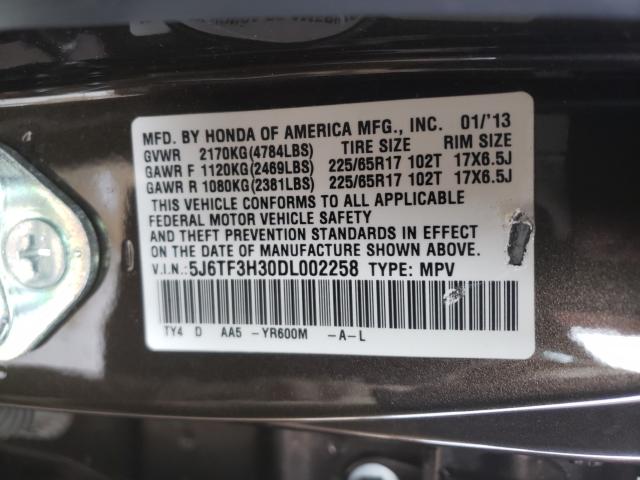 MFD. BY HONDA OF AMERICA MFG., INC. 01/'13
GVWR 2170KG(4784LBS) TIRE SIZE RIM SIZE
GAWR F 1120KG(2469LBS) 225/65R17 102T 17X6.5J
GAWR R 1080KG(2381LBS) 225/65R17 102T 17X6.5J
THIS VEHICLE CONFORMS TO ALL APPLICABLE
FEDERAL MOTOR VEHICLE SAFETY
AND THEFT PREVENTION STANDARDS IN EFFECT
ON THE DATE OF MANUFACTURE SHOWN ABOVE.
V.I.N.:5J6TF3H30DL002258 TYPE: MPV
TY4 D AA5 -YR600M -A-L